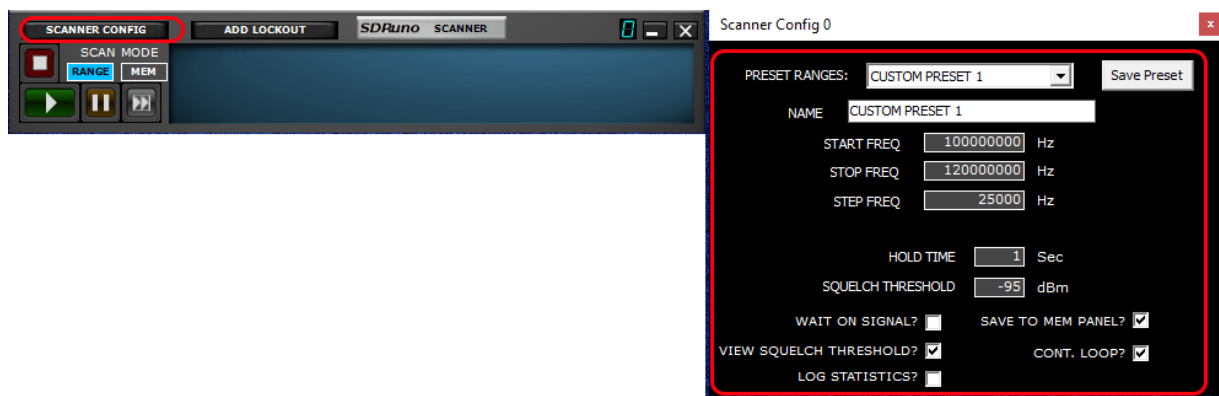 SCANNER CONFIG
ADD LOCKOUT
SDRuno SCANNER
0
SCAN MODE
RANGE
MEM
Scanner Config 0
x
PRESET RANGES: CUSTOM PRESET 1
Save Preset
NAME CUSTOM PRESET 1
START FREQ 100000000 Hz
STOP FREQ 120000000 Hz
STEP FREQ 25000 Hz
HOLD TIME 1 Sec
SQUELCH THRESHOLD -95 dBm
WAIT ON SIGNAL? SAVE TO MEM PANEL?
VIEW SQUELCH THRESHOLD? CONT. LOOP?
LOG STATISTICS?